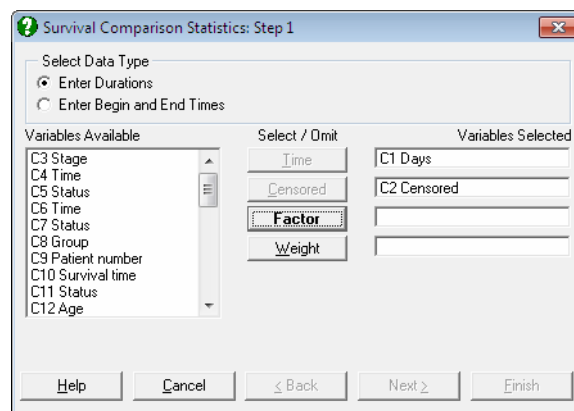 Survival Comparison Statistics: Step 1
Select Data Type
Enter Durations
Enter Begin and End Times
Variables Available
Select / Omit
Variables Selected
C3 Stage
C4 Time
C5 Status
C6 Time
C7 Status
C8 Group
C9 Patient number
C10 Survival time
C11 Status
C12 Age
Time
C1 Days
Censored
C2 Censored
Factor
Weight
Help
Cancel
< Back
Next >
Finish